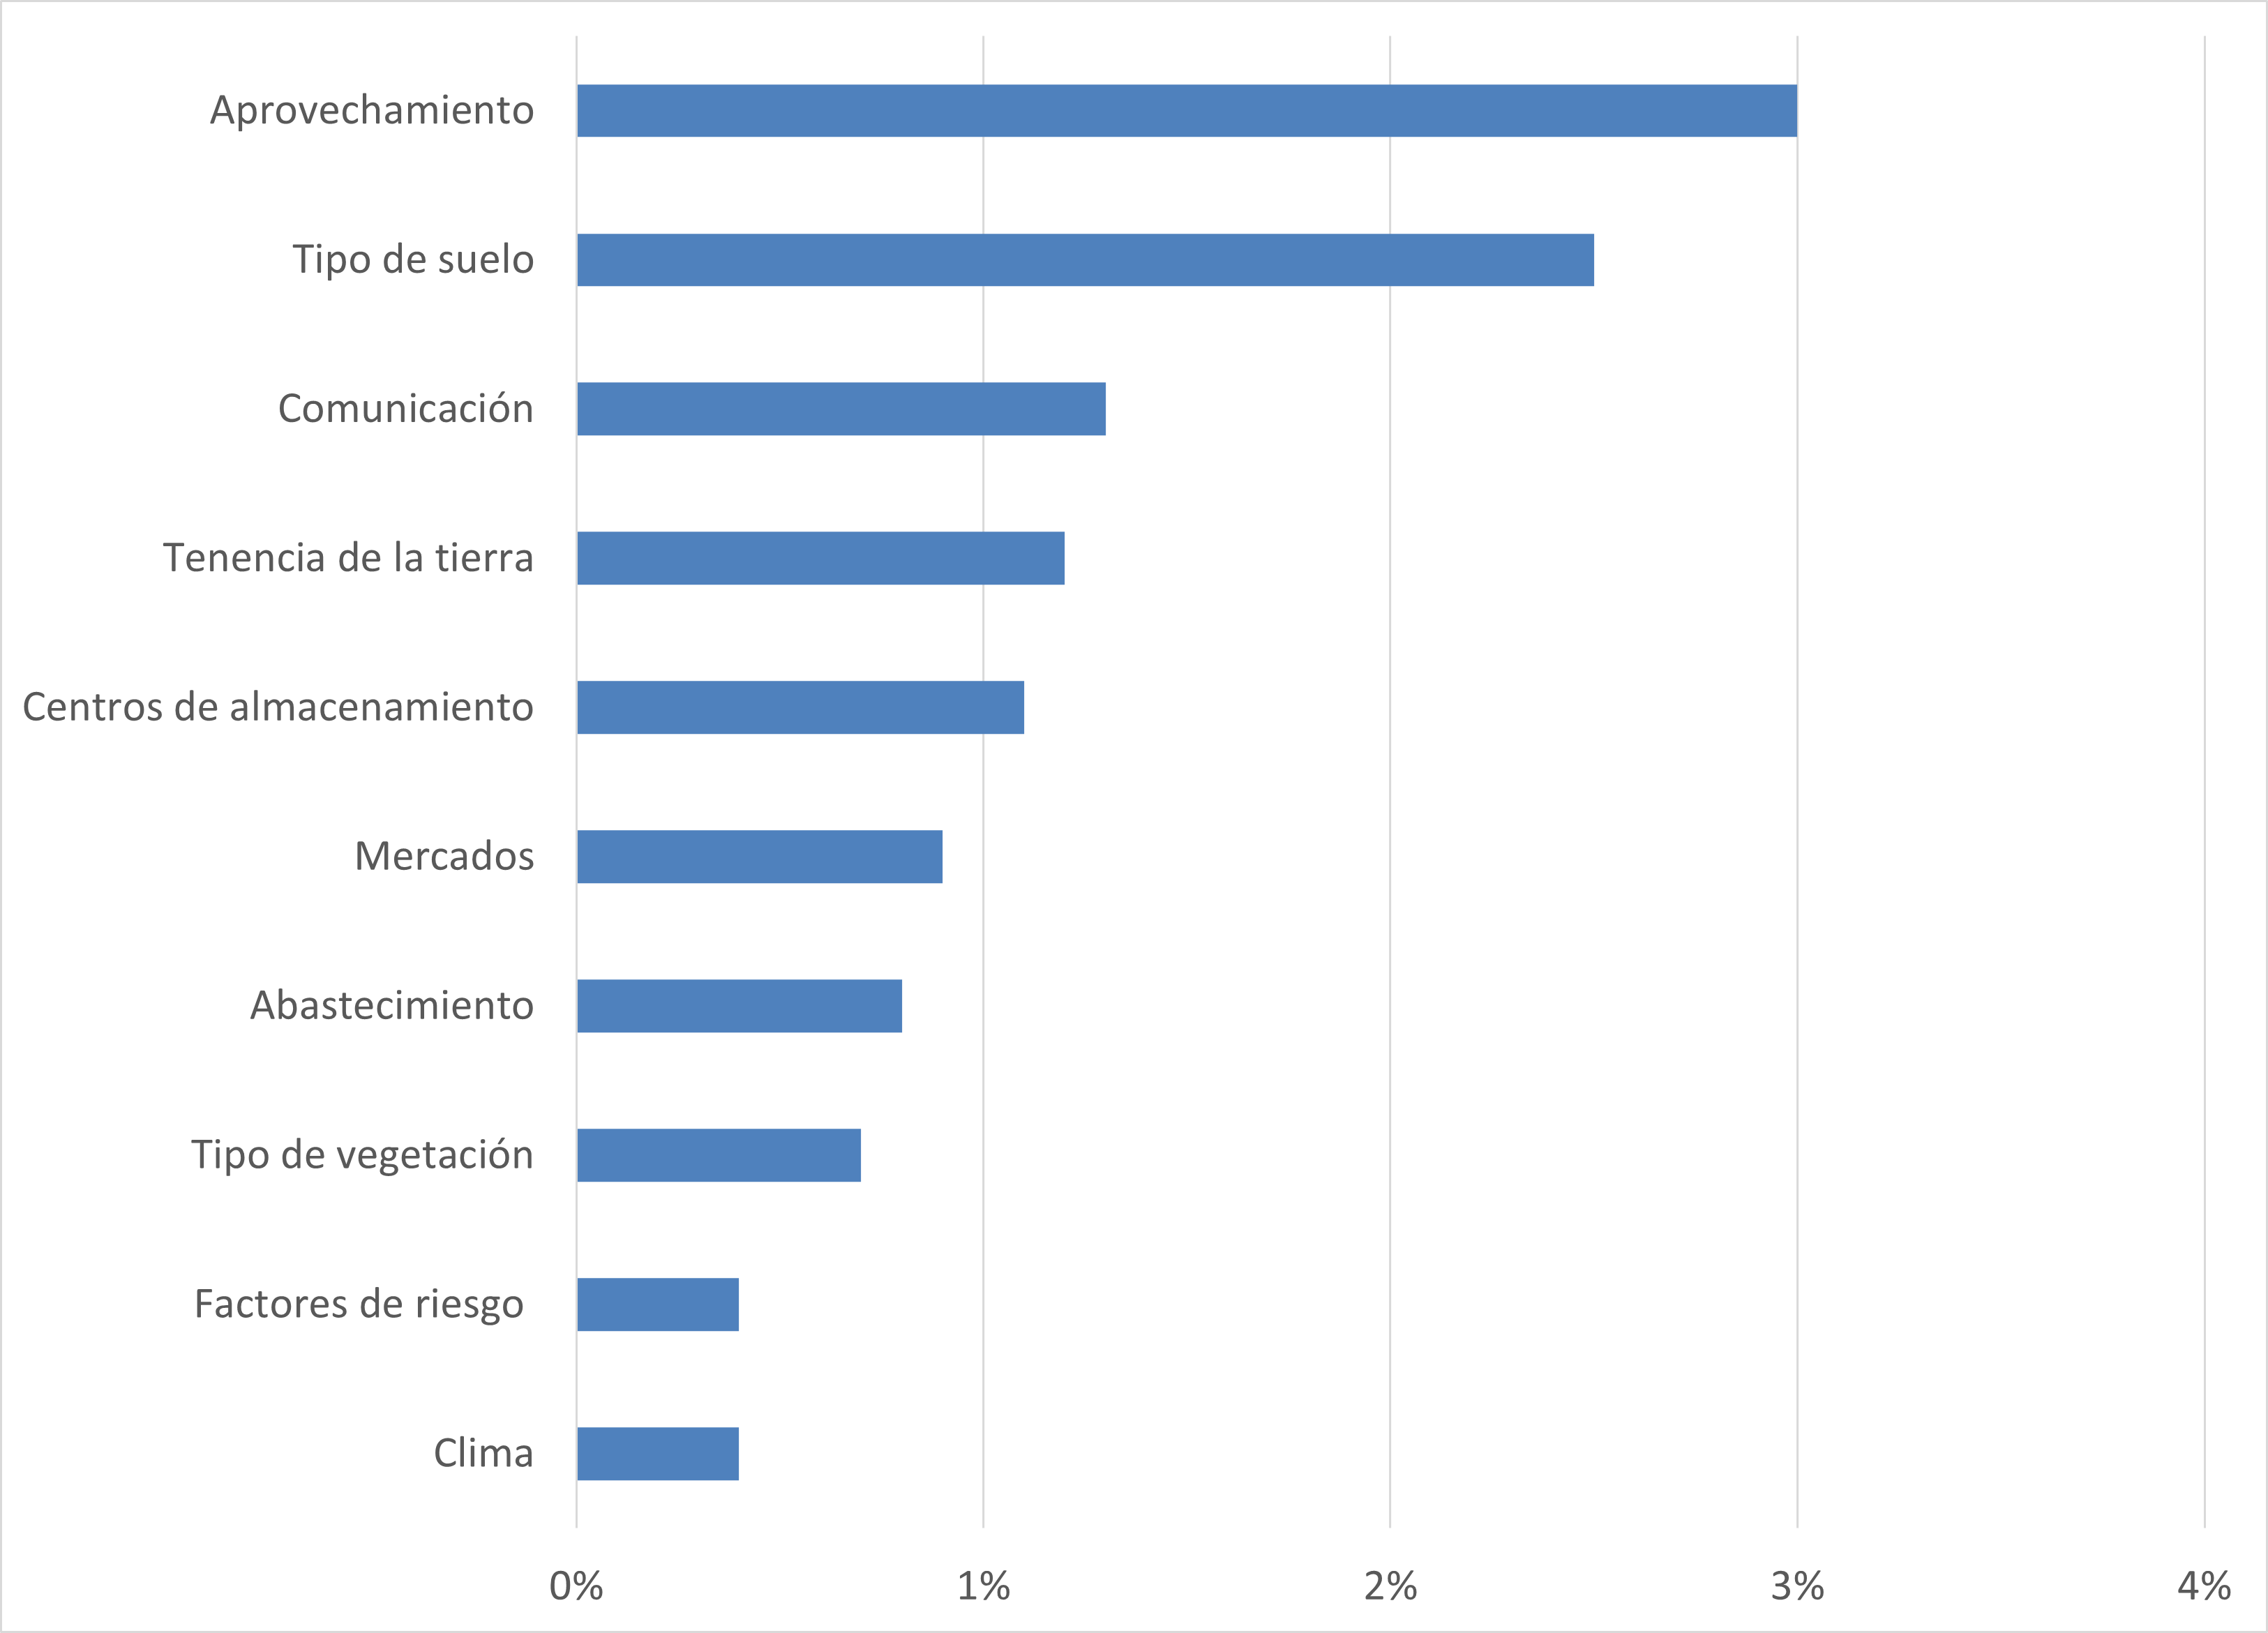 Aprovechamiento
Tipo de suelo
Comunicación
Tenencia de la tierra
Centros de almacenamiento
Mercados
Abastecimiento
Tipo de vegetación
Factores de riesgo
Clima
0% 1% 2% 3% 4%